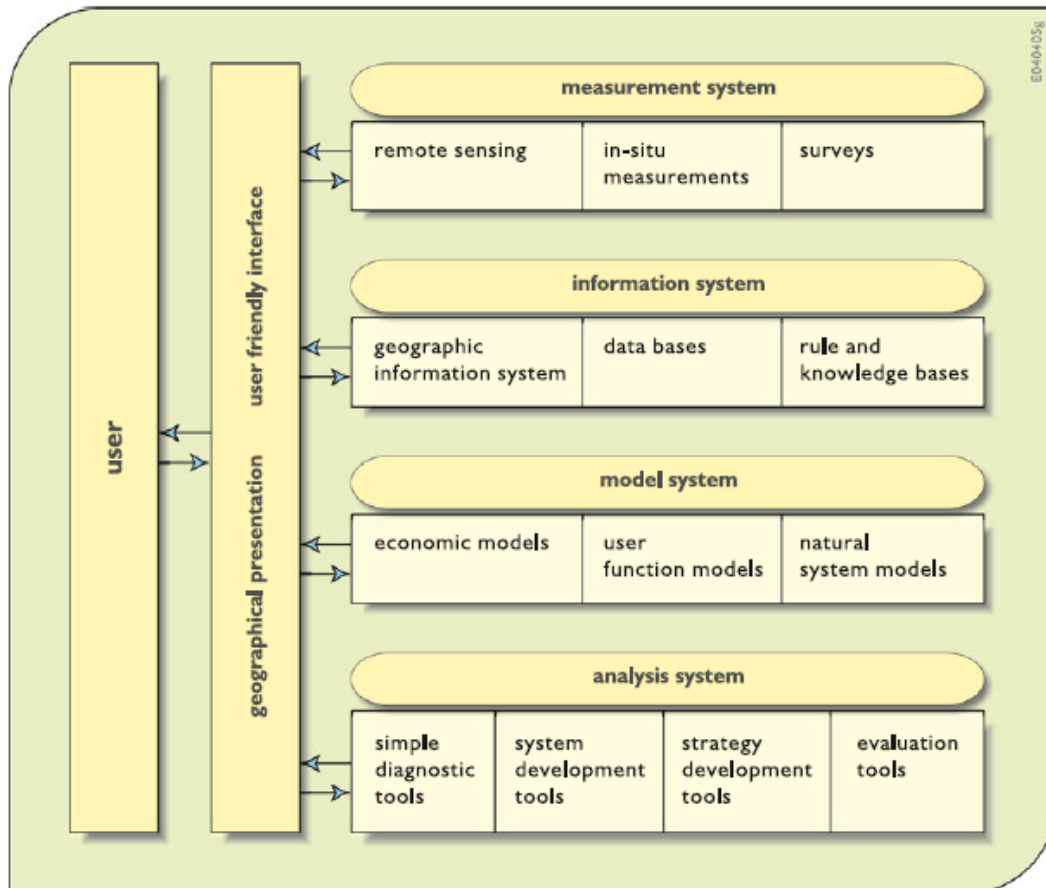 E040405g
user
geographical presentation user friendly interface
measurement system
remote sensing
in-situ
measurements
surveys
information system
geographic
information system
data bases
rule and
knowledge bases
model system
economic models
user
function models
natural
system models
analysis system
simple
diagnostic
tools
system
development
tools
strategy
development
tools
evaluation
tools